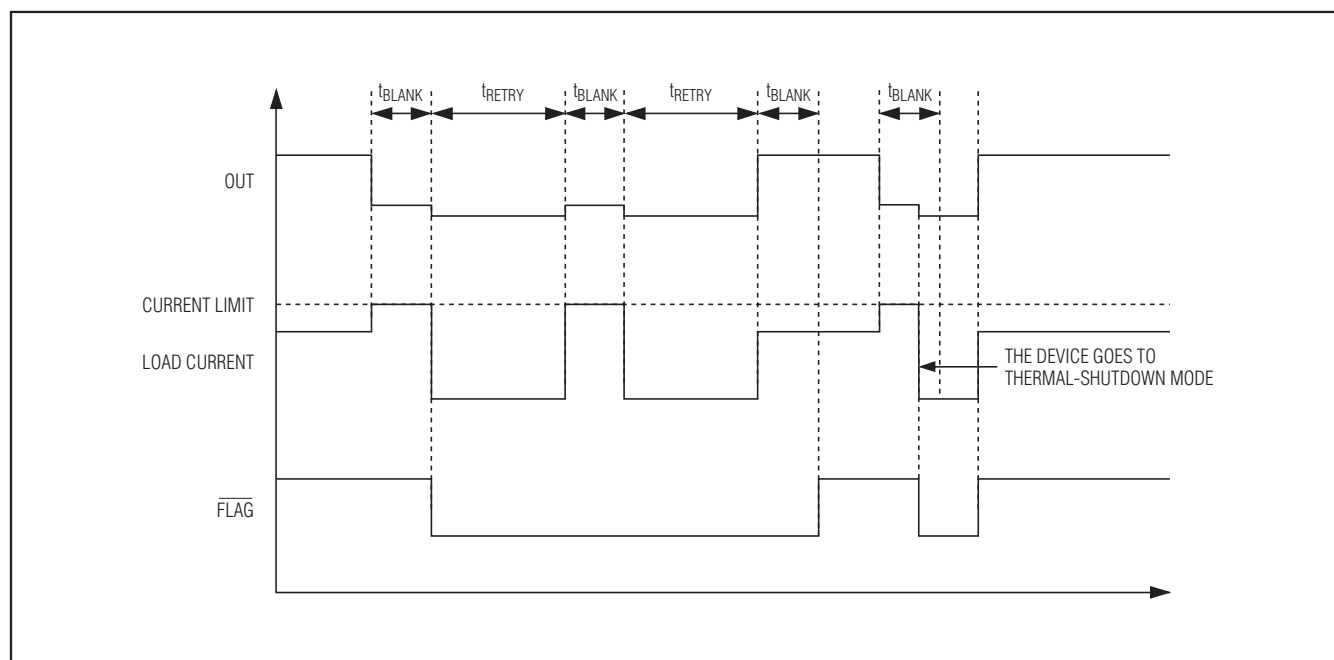 tBLANK tRETRY tBLANK tRETRY tBLANK tBLANK
OUT
CURRENT LIMIT
LOAD CURRENT
THE DEVICE GOES TO
THERMAL-SHUTDOWN MODE
FLAG